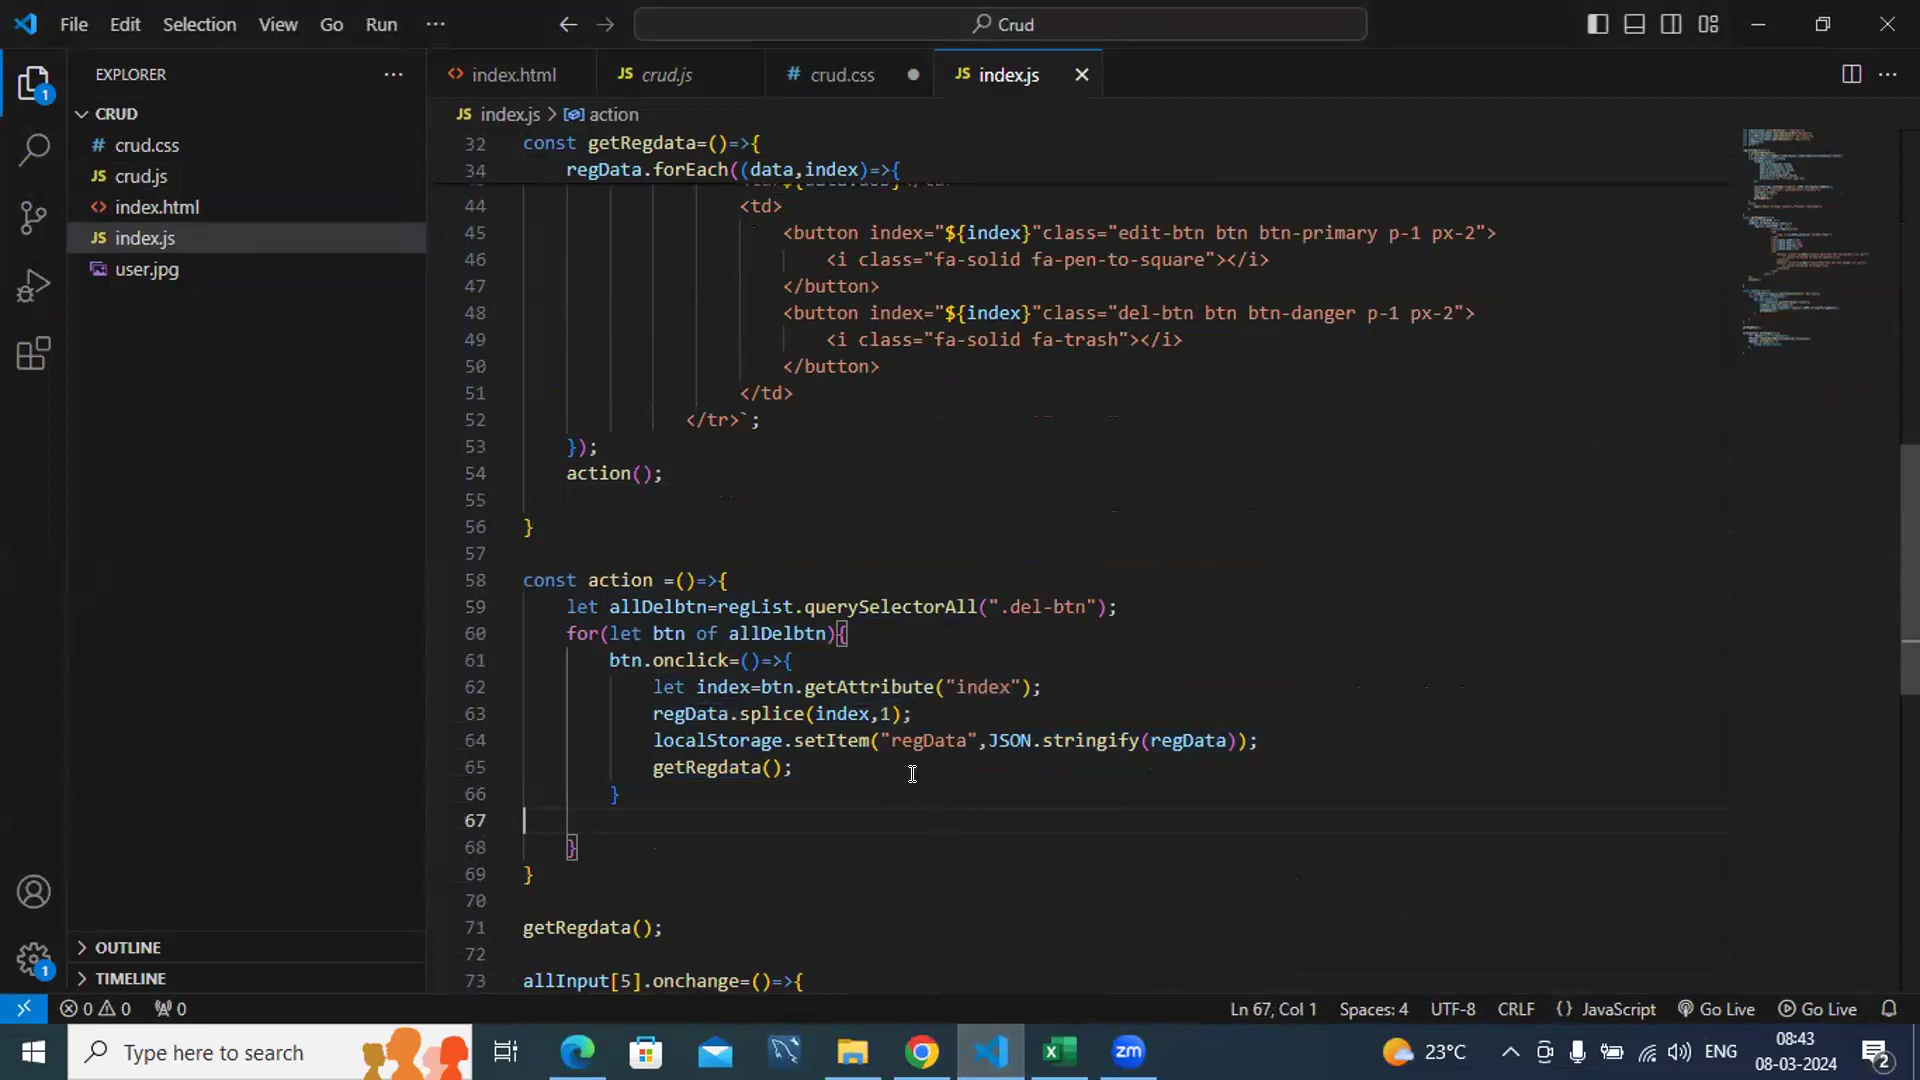 File Edit Selection View Go Run ···
Crud
EXPLORER ···
CRUD
crud.css
JS crud.js
index.html
JS index.js
user.jpg
OUTLINE
TIMELINE
1
1
index.html
JS crud.js
# crud.css
JS index.js
JS index.js > action
32 const getRegdata=()=>{
34 regData.forEach((data,index)=>{
44 <td>
45 <button index="${index}"class="edit-btn btn btn-primary p-1 px-2">
46 <i class="fa-solid fa-pen-to-square"></i>
47 </button>
48 <button index="${index}"class="del-btn btn btn-danger p-1 px-2">
49 <i class="fa-solid fa-trash"></i>
50 </button>
51 </td>
52 </tr>`;
53 });
54 action();
55
56 }
57
58 const action =()=>{
59 let allDelbtn=regList.querySelectorAll(".del-btn");
60 for(let btn of allDelbtn){
61 btn.onclick=()=>{
62 let index=btn.getAttribute("index");
63 regData.splice(index,1);
64 localStorage.setItem("regData",JSON.stringify(regData));
65 getRegdata();
66 }
67
68 }
69 }
70
71 getRegdata();
72
73 allInput[5].onchange=()=>{
0 0 0 Ln 67, Col 1 Spaces: 4 UTF-8 CRLF {} JavaScript Go Live Go Live
Type here to search
zm
23°C ENG 08:43
08-03-2024 2